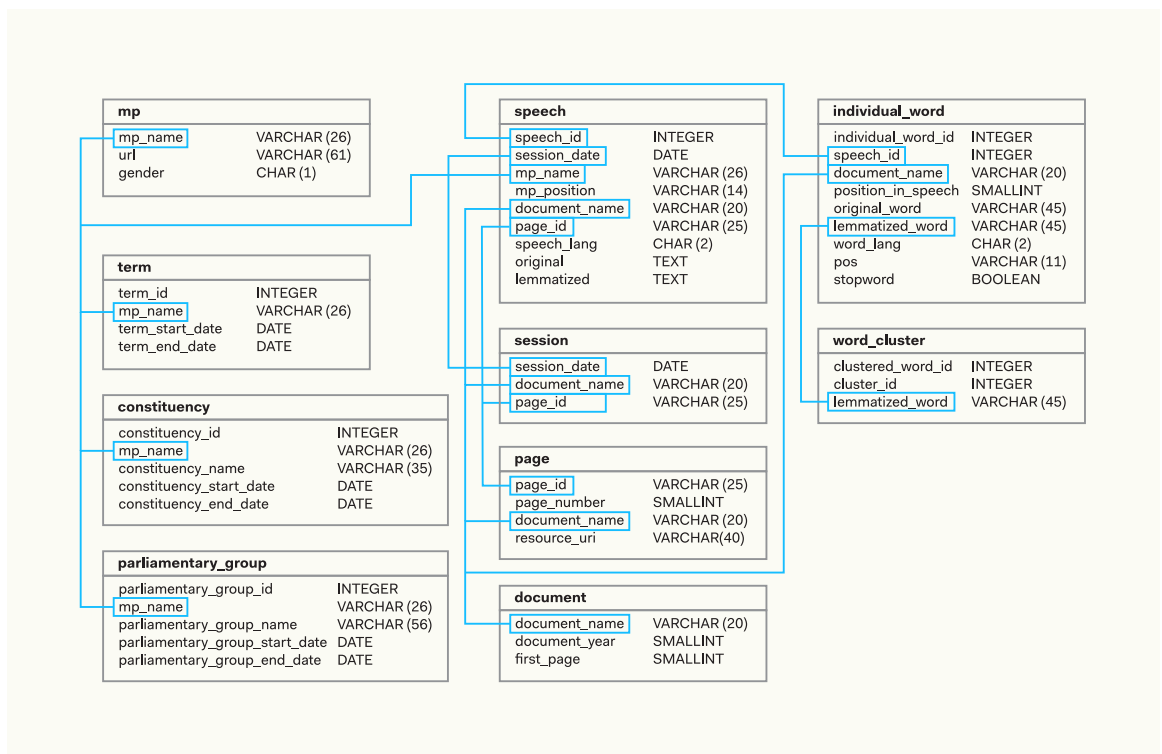 mp
mp_name VARCHAR (26)
url VARCHAR (61)
gender CHAR (1)
term
term_id INTEGER
mp_name VARCHAR (26)
term_start_date DATE
term_end_date DATE
constituency
constituency_id INTEGER
mp_name VARCHAR (26)
constituency_name VARCHAR (35)
constituency_start_date DATE
constituency_end_date DATE
parliamentary_group
parliamentary_group_id INTEGER
mp_name VARCHAR (26)
parliamentary_group_name VARCHAR (56)
parliamentary_group_start_date DATE
parliamentary_group_end_date DATE
speech
speech_id INTEGER
session_date DATE
mp_name VARCHAR (26)
mp_position VARCHAR (14)
document_name VARCHAR (20)
page_id VARCHAR (25)
speech_lang CHAR (2)
original TEXT
lemmatized TEXT
session
session_date DATE
document_name VARCHAR (20)
page_id VARCHAR (25)
page
page_id VARCHAR (25)
page_number SMALLINT
document_name VARCHAR (20)
resource_uri VARCHAR(40)
document
document_name VARCHAR (20)
document_year SMALLINT
first_page SMALLINT
individual_word
individual_word_id INTEGER
speech_id INTEGER
document_name VARCHAR (20)
position_in_speech SMALLINT
original_word VARCHAR (45)
lemmatized_word VARCHAR (45)
word_lang CHAR (2)
pos VARCHAR (11)
stopword BOOLEAN
word_cluster
clustered_word_id INTEGER
cluster_id INTEGER
lemmatized_word VARCHAR (45)